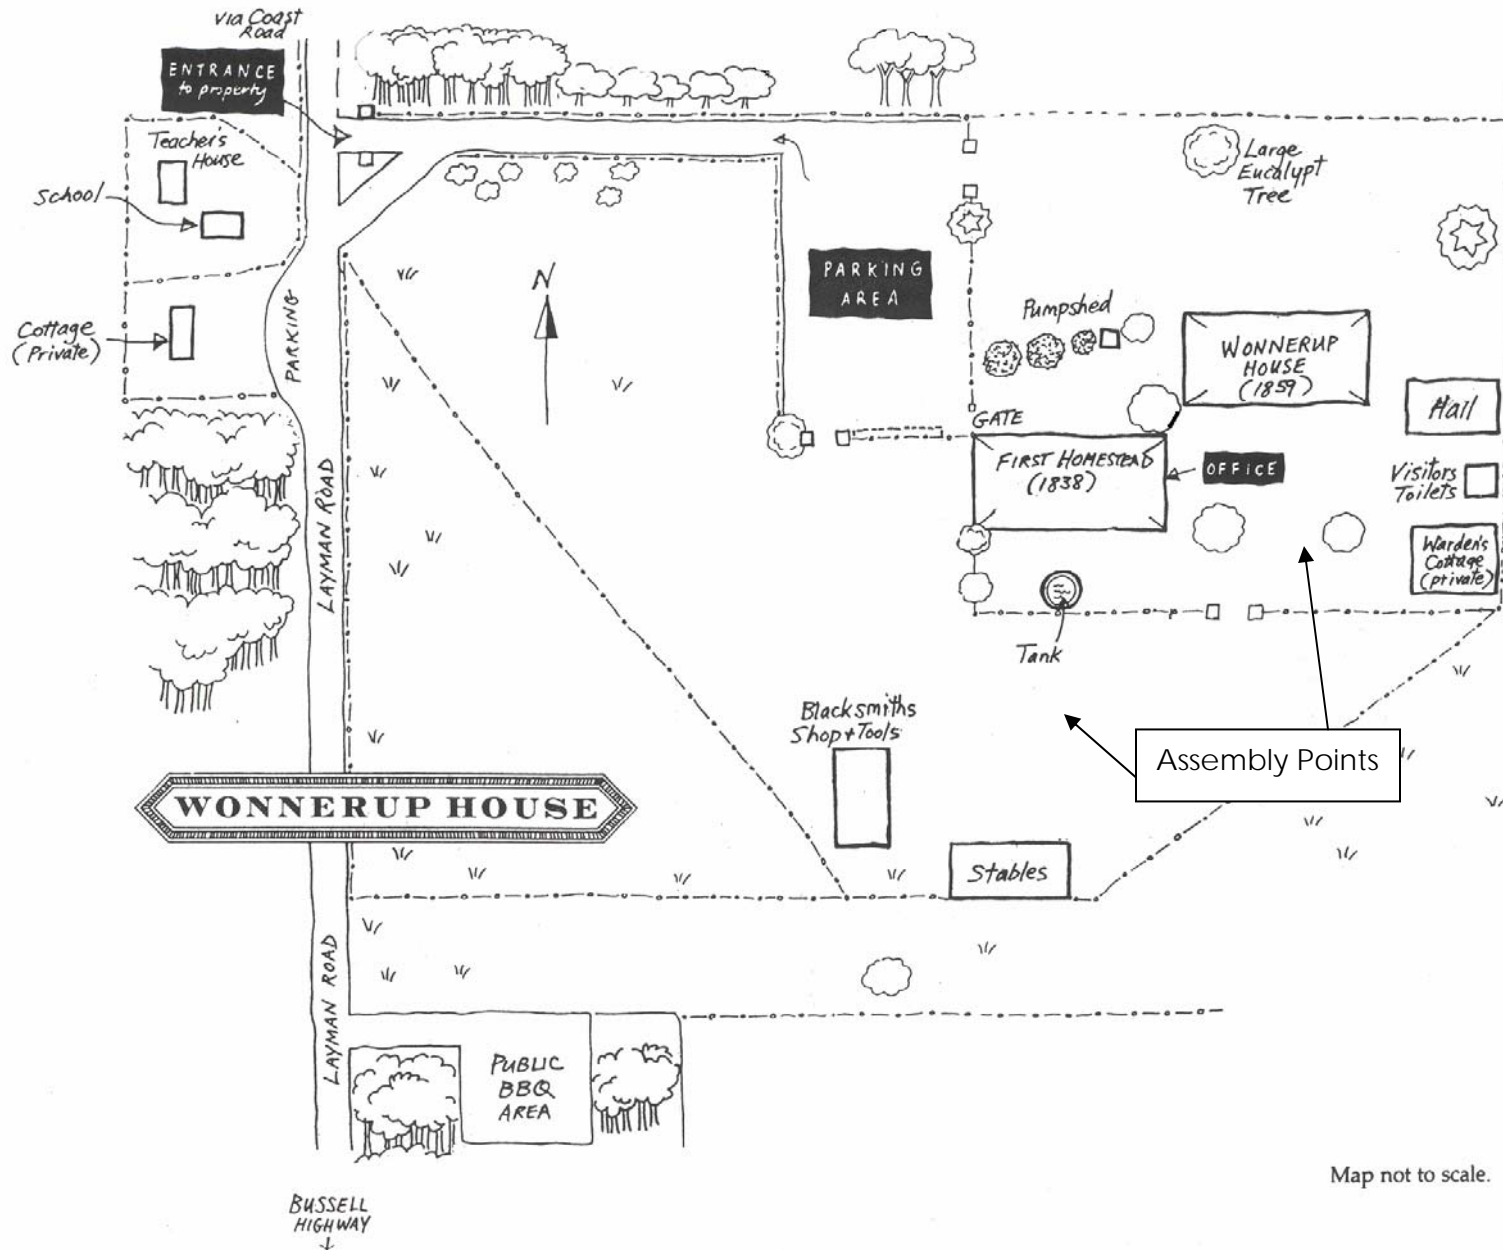 via Coast
Road
ENTRANCE
to property
Teacher's
House
School
Cottage
(Private)
PARKING
LAYMAN ROAD
N
PARKING
AREA
Large
Eucalypt
Tree
Pumpshed
WONNERUP
HOUSE
(1859)
Hall
GATE
FIRST HOMESTEAD
(1838)
OFFICE
Visitors
Toilets
Warden's
Cottage
(private)
Tank
Blacksmiths
Shop + Tools
Assembly Points
WONNERUP HOUSE
Stables
LAYMAN ROAD
PUBLIC
BBQ
AREA
Map not to scale.
BUSSELL
HIGHWAY